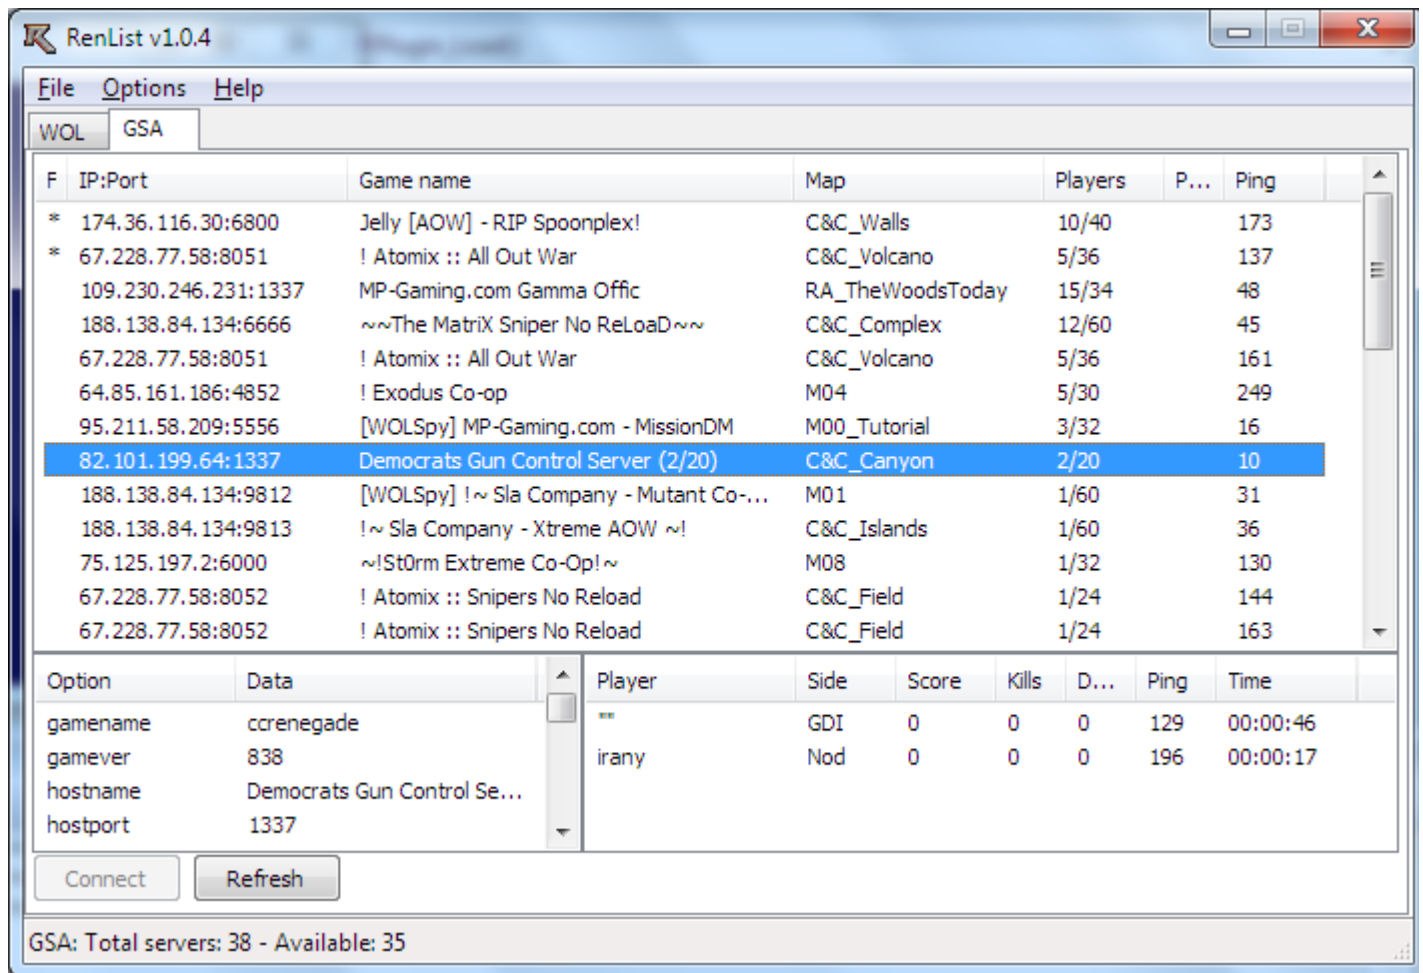 RenList v1.0.4
File Options Help
WOL GSA
F IP:Port Game name Map Players P... Ping
* 174.36.116.30:6800 Jelly [AOW] - RIP Spoonplex! C&C_Walls 10/40 173
* 67.228.77.58:8051 ! Atomix :: All Out War C&C_Volcano 5/36 137
109.230.246.231:1337 MP-Gaming.com Gamma Offic RA_TheWoodsToday 15/34 48
188.138.84.134:6666 ~~The MatriX Sniper No ReLoaD~~ C&C_Complex 12/60 45
67.228.77.58:8051 ! Atomix :: All Out War C&C_Volcano 5/36 161
64.85.161.186:4852 ! Exodus Co-op M04 5/30 249
95.211.58.209:5556 [WOLSpy] MP-Gaming.com - MissionDM M00_Tutorial 3/32 16
82.101.199.64:1337 Democrats Gun Control Server (2/20) C&C_Canyon 2/20 10
188.138.84.134:9812 [WOLSpy] !~ Sla Company - Mutant Co-... M01 1/60 31
188.138.84.134:9813 !~ Sla Company - Xtreme AOW ~! C&C_Islands 1/60 36
75.125.197.2:6000 ~!St0rm Extreme Co-Op!~ M08 1/32 130
67.228.77.58:8052 ! Atomix :: Snipers No Reload C&C_Field 1/24 144
67.228.77.58:8052 ! Atomix :: Snipers No Reload C&C_Field 1/24 163
Option Data
gamename ccrenegade
gamever 838
hostname Democrats Gun Control Se...
hostport 1337
Player Side Score Kills D... Ping Time
"" GDI 0 0 0 129 00:00:46
irany Nod 0 0 0 196 00:00:17
Connect Refresh
GSA: Total servers: 38 - Available: 35